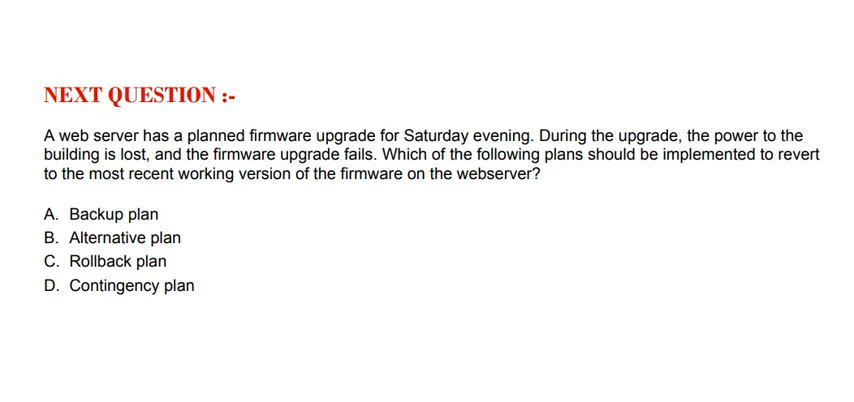 NEXT QUESTION :-
A web server has a planned firmware upgrade for Saturday evening. During the upgrade, the power to the
building is lost, and the firmware upgrade fails. Which of the following plans should be implemented to revert
to the most recent working version of the firmware on the webserver?
A. Backup plan
B. Alternative plan
C. Rollback plan
D. Contingency plan